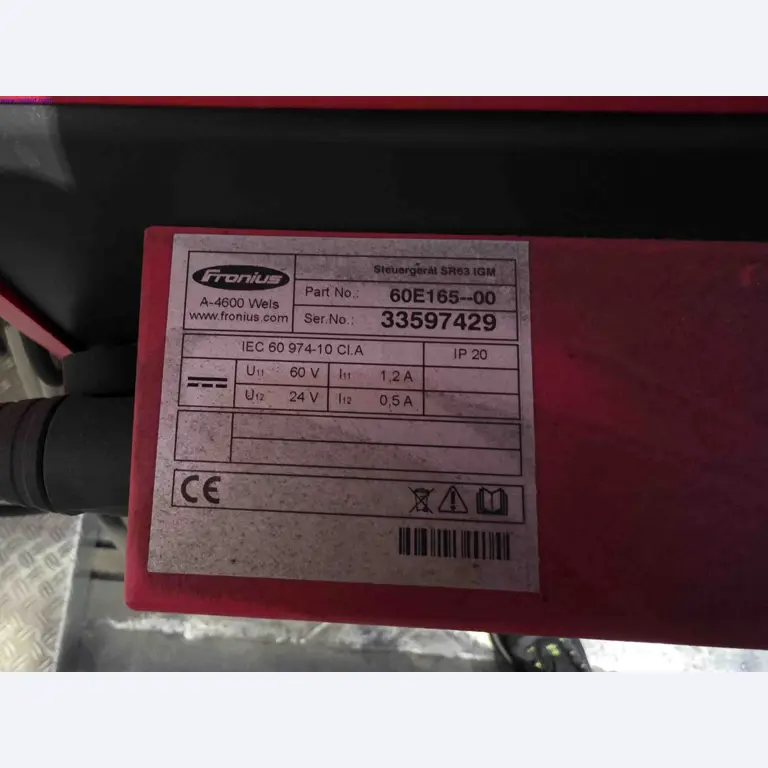 Fronius
A-4600 Wels
www.fronius.com
Steuergerät SR63 IGM
Part No.: 60E165--00
Ser.No.: 33597429
IEC 60 974-10 Cl.A IP 20
U11 60 V I11 1,2 A
U12 24 V I12 0,5 A
CE